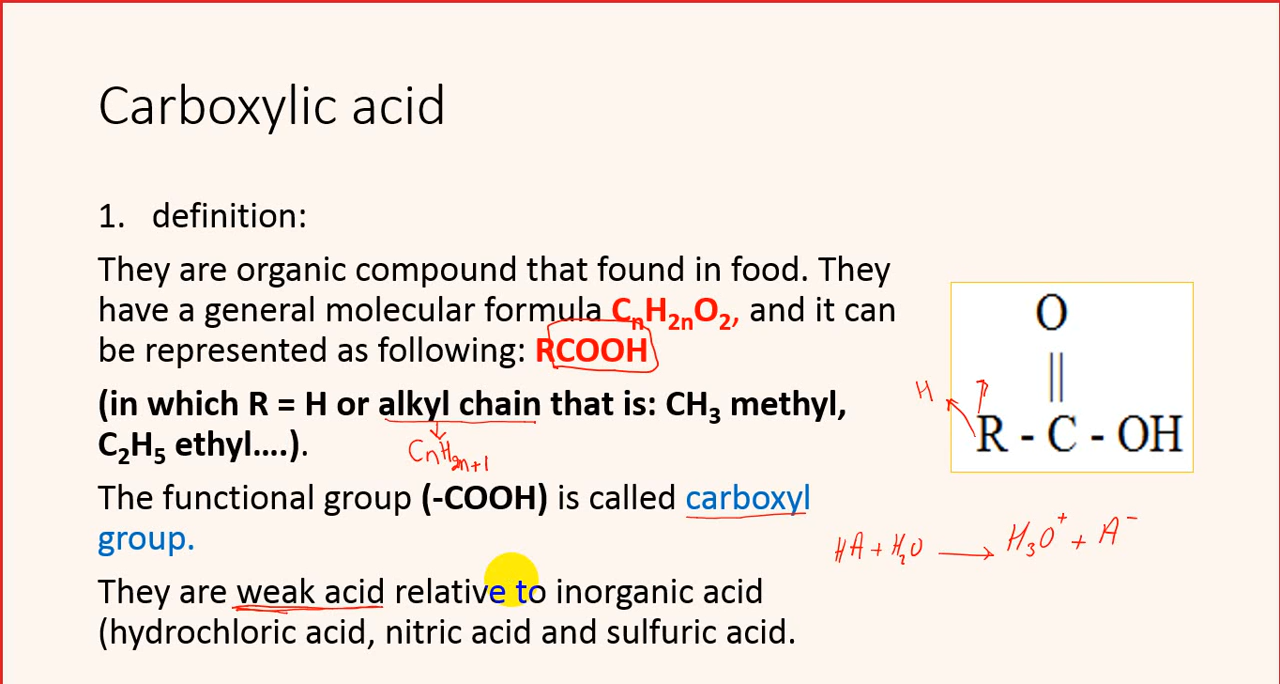 Carboxylic acid
1. definition:
They are organic compound that found in food. They
have a general molecular formula CₙH₂ₙO₂, and it can
be represented as following: RCOOH
(in which R = H or alkyl chain that is: CH₃ methyl,
C₂H₅ ethyl....).
CₙH₂ₙ₊₁
The functional group (-COOH) is called carboxyl
group.
They are weak acid relative to inorganic acid
(hydrochloric acid, nitric acid and sulfuric acid.
O
||
H
R - C - OH
HA + H₂O ⟶ H₃O⁺ + A⁻